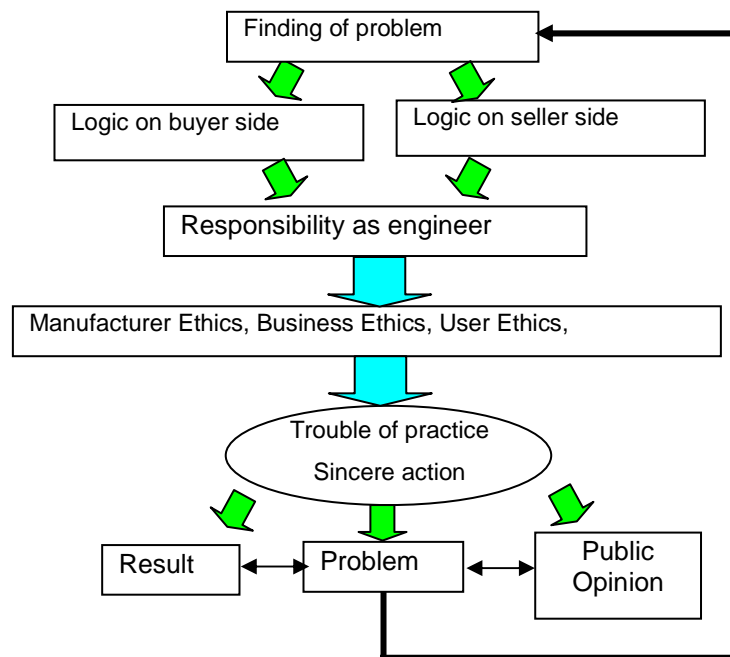 Finding of problem
Logic on buyer side
Logic on seller side
Responsibility as engineer
Manufacturer Ethics, Business Ethics, User Ethics,
Trouble of practice
Sincere action
Result
Problem
Public
Opinion